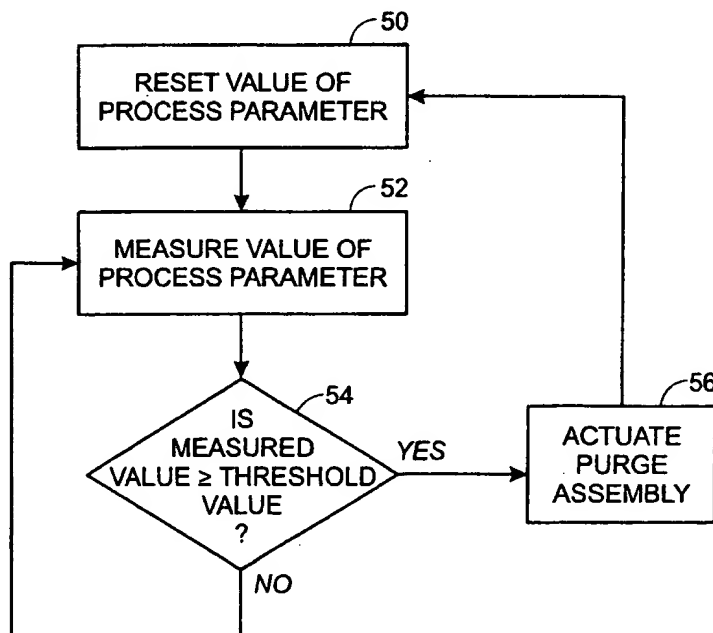 50
RESET VALUE OF
PROCESS PARAMETER
52
MEASURE VALUE OF
PROCESS PARAMETER
54
IS
MEASURED
VALUE ≥ THRESHOLD
VALUE
?
YES
56
ACTUATE
PURGE
ASSEMBLY
NO